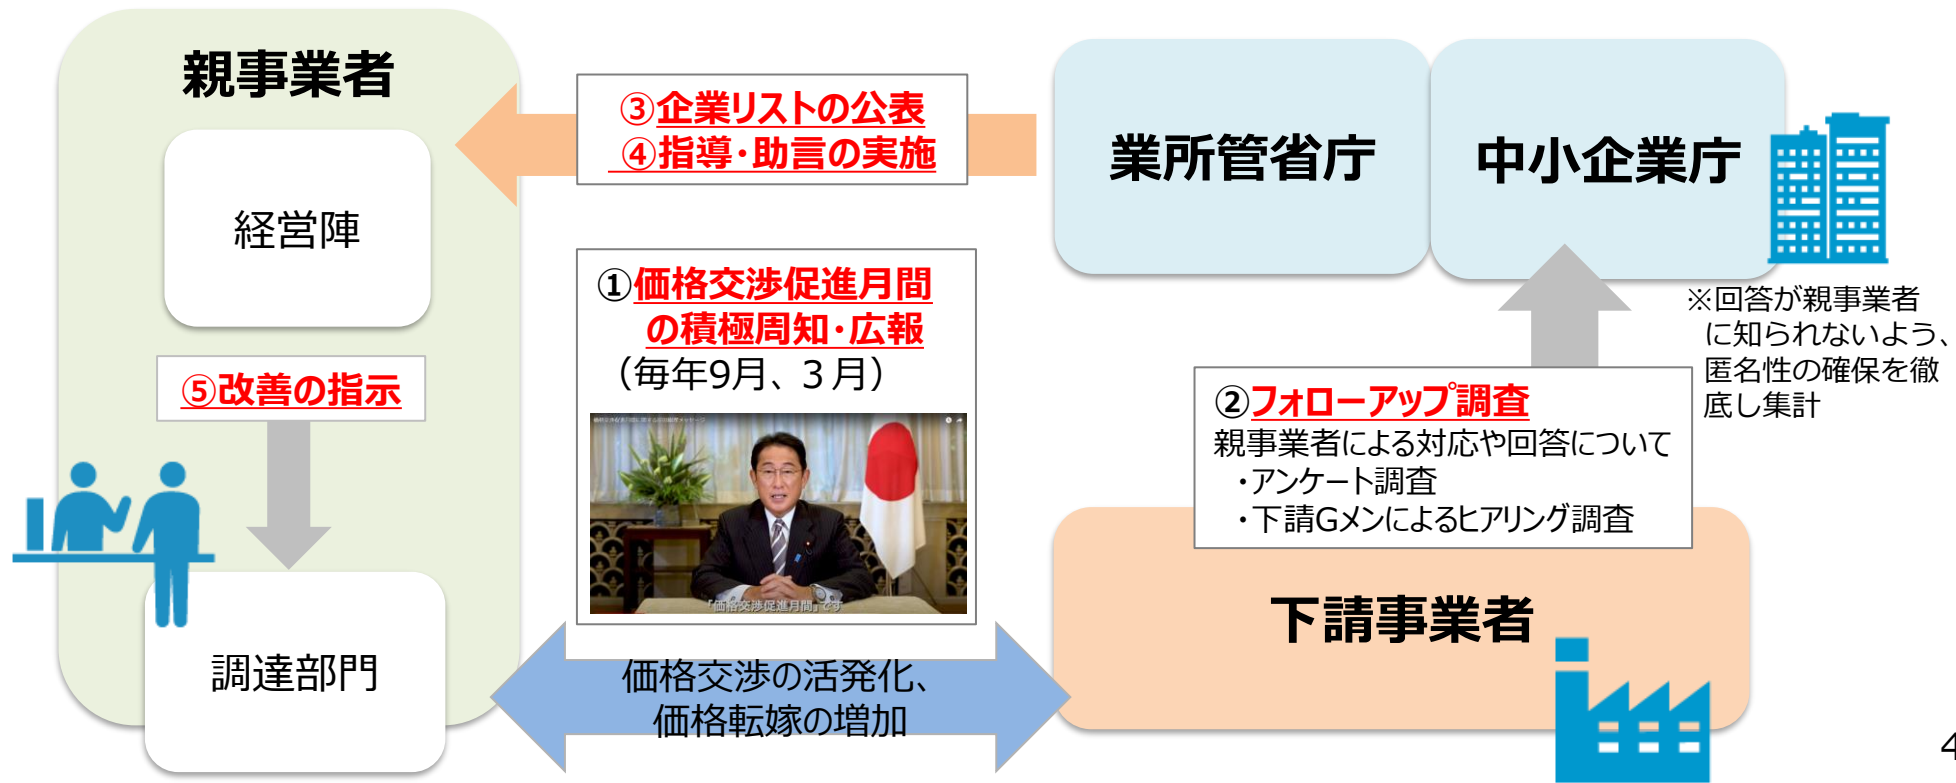 親事業者
経営陣
⑤改善の指示
調達部門
③企業リストの公表
④指導・助言の実施
①価格交渉促進月間
の積極周知・広報
（毎年9月、３月）
「価格交渉促進月間」です
価格交渉の活発化、
価格転嫁の増加
業所管省庁
中小企業庁
※回答が親事業者
に知られないよう、
匿名性の確保を徹
底し集計
②フォローアップ調査
親事業者による対応や回答について
・アンケート調査
・下請Gメンによるヒアリング調査
下請事業者
4